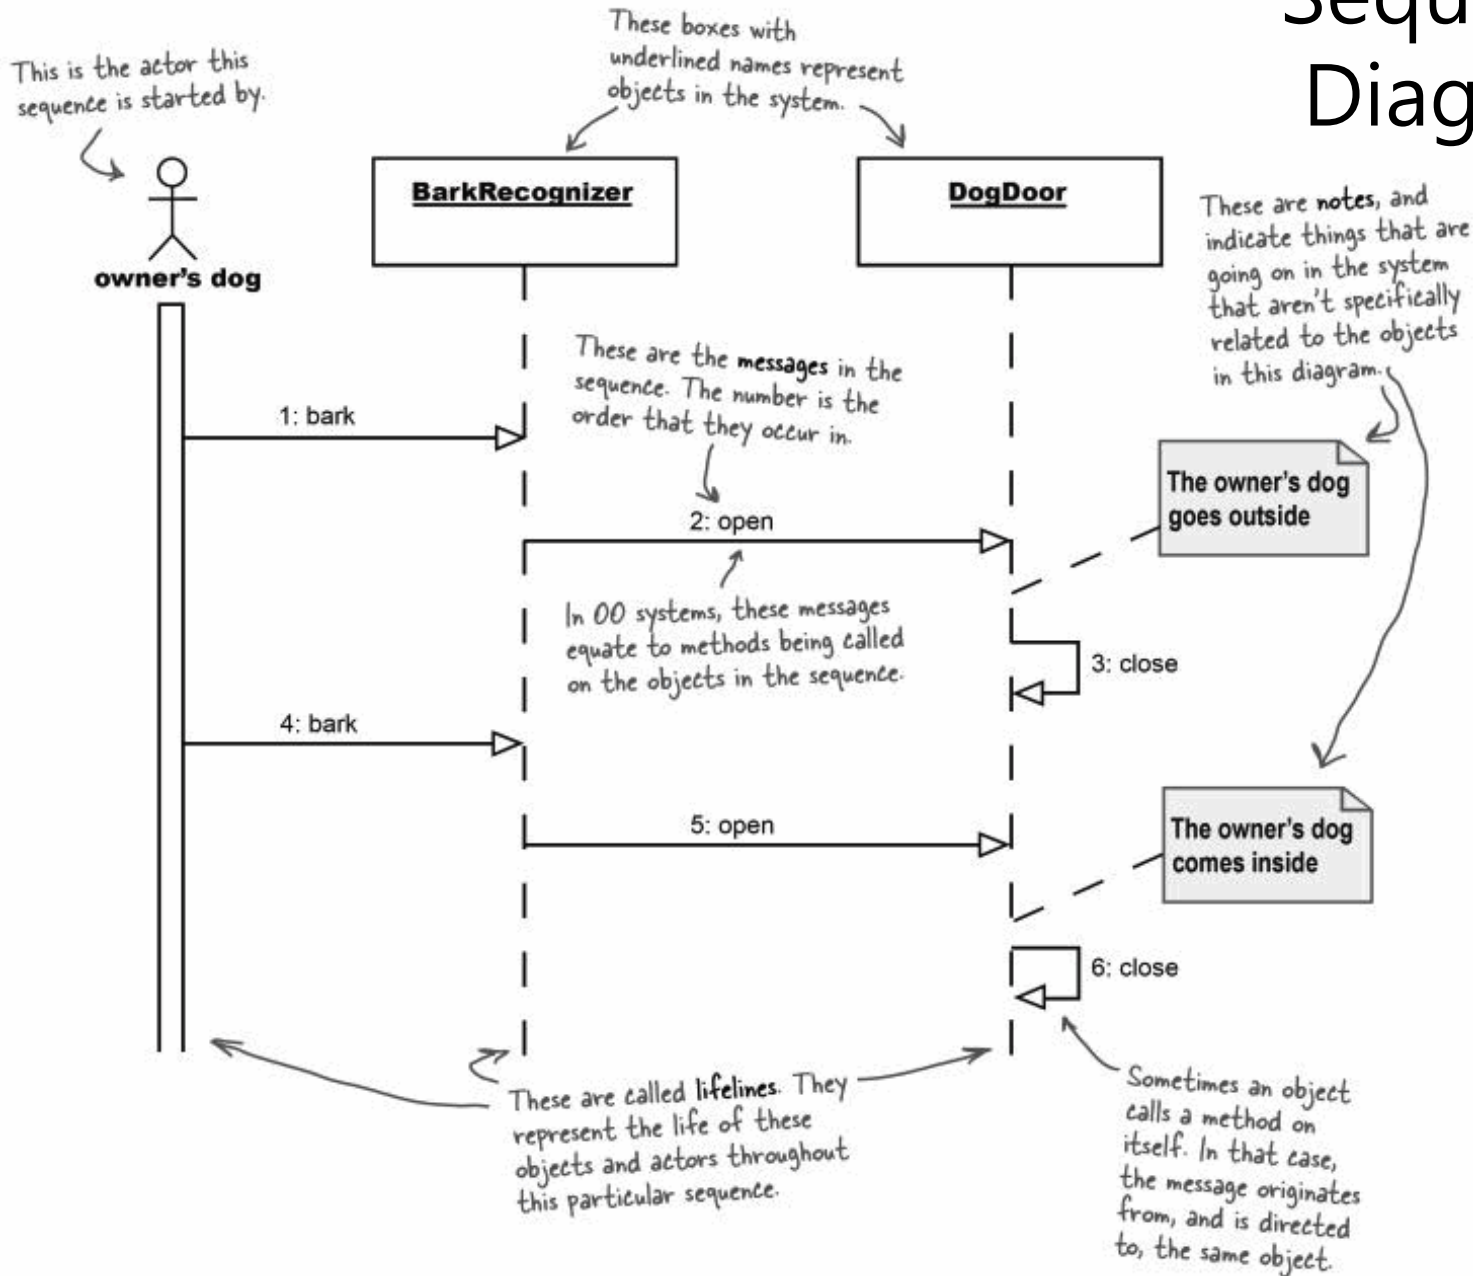 Sequ
Diag
These boxes with
underlined names represent
objects in the system.
This is the actor this
sequence is started by.
owner's dog
BarkRecognizer
DogDoor
These are notes, and
indicate things that are
going on in the system
that aren't specifically
related to the objects
in this diagram.
These are the messages in the
sequence. The number is the
order that they occur in.
1: bark
2: open
The owner's dog
goes outside
In OO systems, these messages
equate to methods being called
on the objects in the sequence.
3: close
4: bark
5: open
The owner's dog
comes inside
6: close
These are called lifelines. They
represent the life of these
objects and actors throughout
this particular sequence.
Sometimes an object
calls a method on
itself. In that case,
the message originates
from, and is directed
to, the same object.